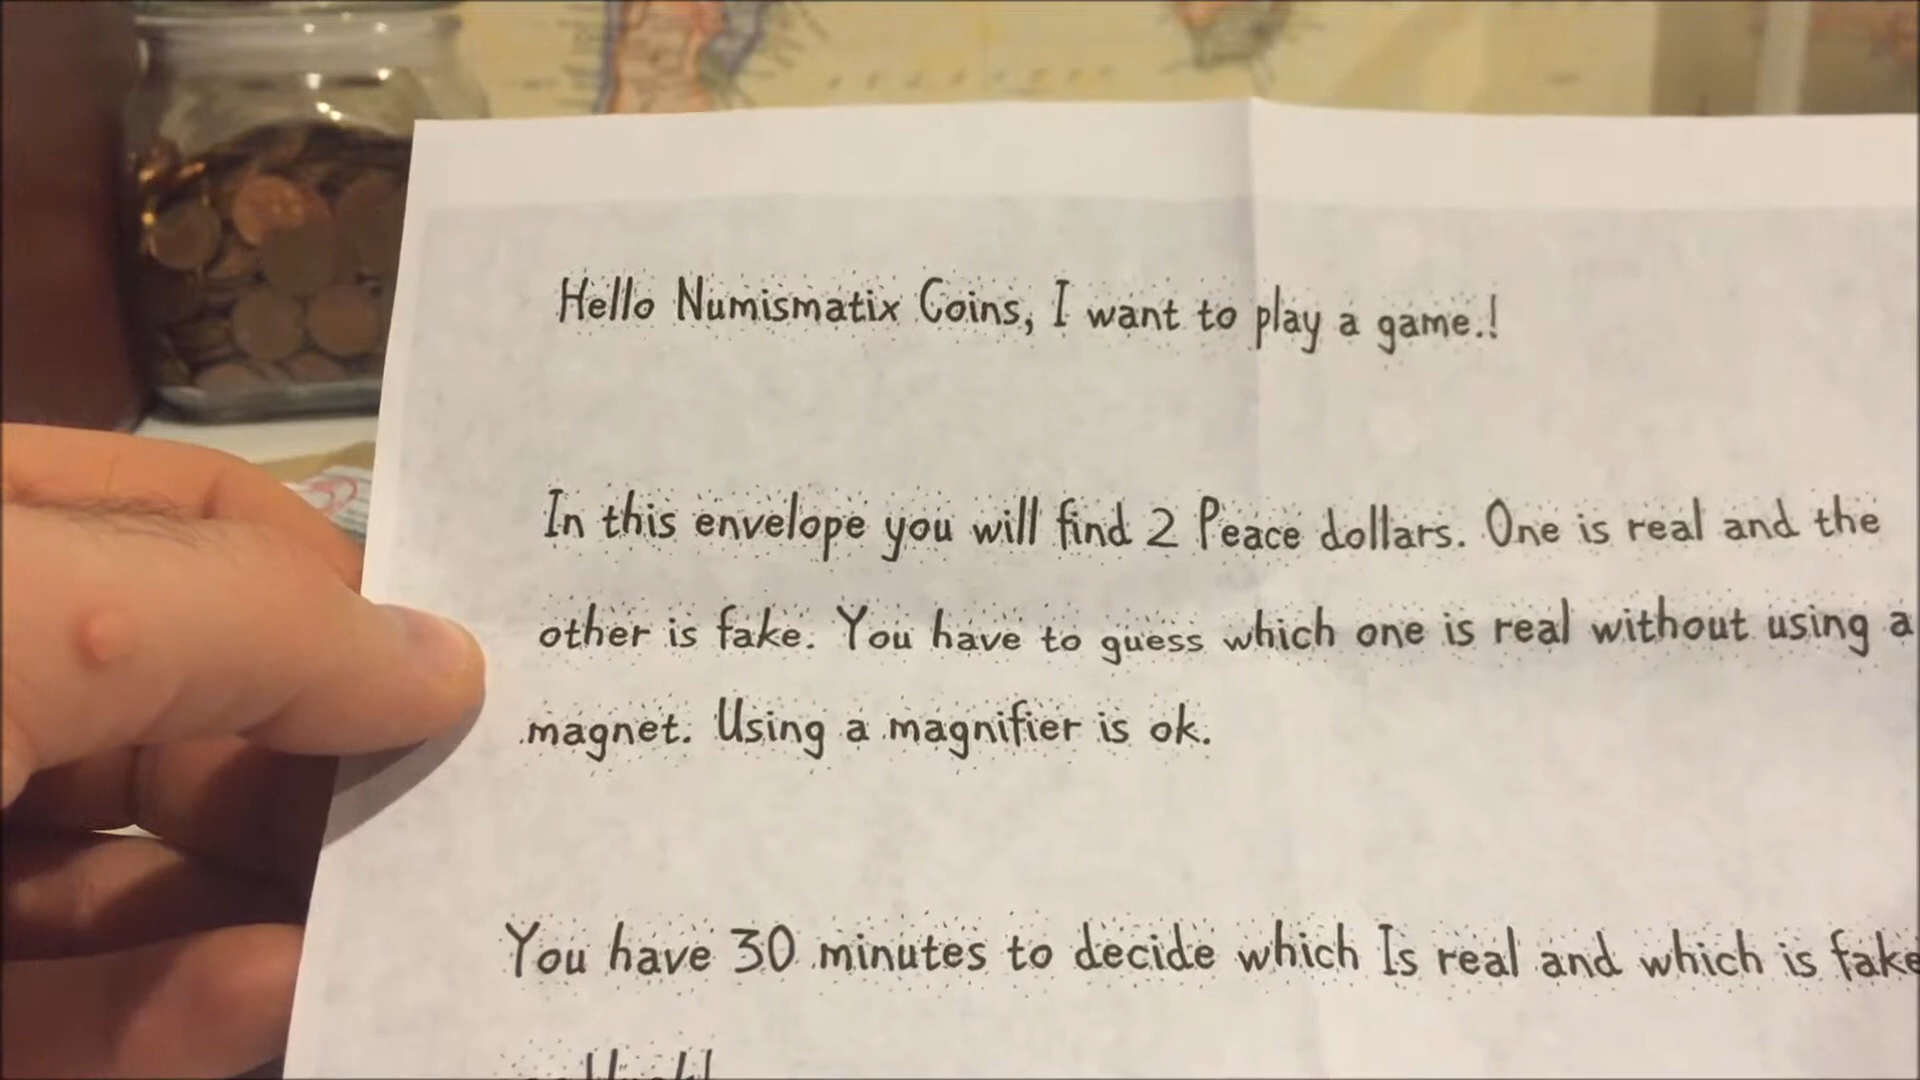 Hello Numismatix Coins, I want to play a game.!
In this envelope you will find 2 Peace dollars. One is real and the
other is fake. You have to guess which one is real without using a
magnet. Using a magnifier is ok.
You have 30 minutes to decide which Is real and which is fake